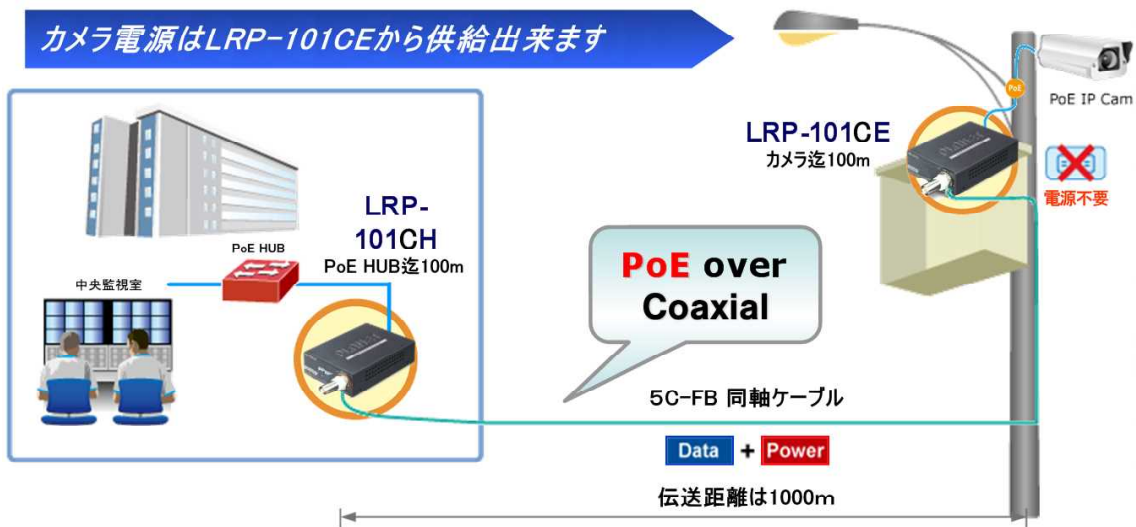 カメラ電源はLRP-101CEから供給出来ます
PoE
PoE IP Cam
LRP-101CE
カメラ迄100m
電源不要
LRP-
101CH
PoE HUB迄100m
PoE HUB
中央監視室
PoE over
Coaxial
5C-FB 同軸ケーブル
Data + Power
伝送距離は1000m
PLANET
PLANET